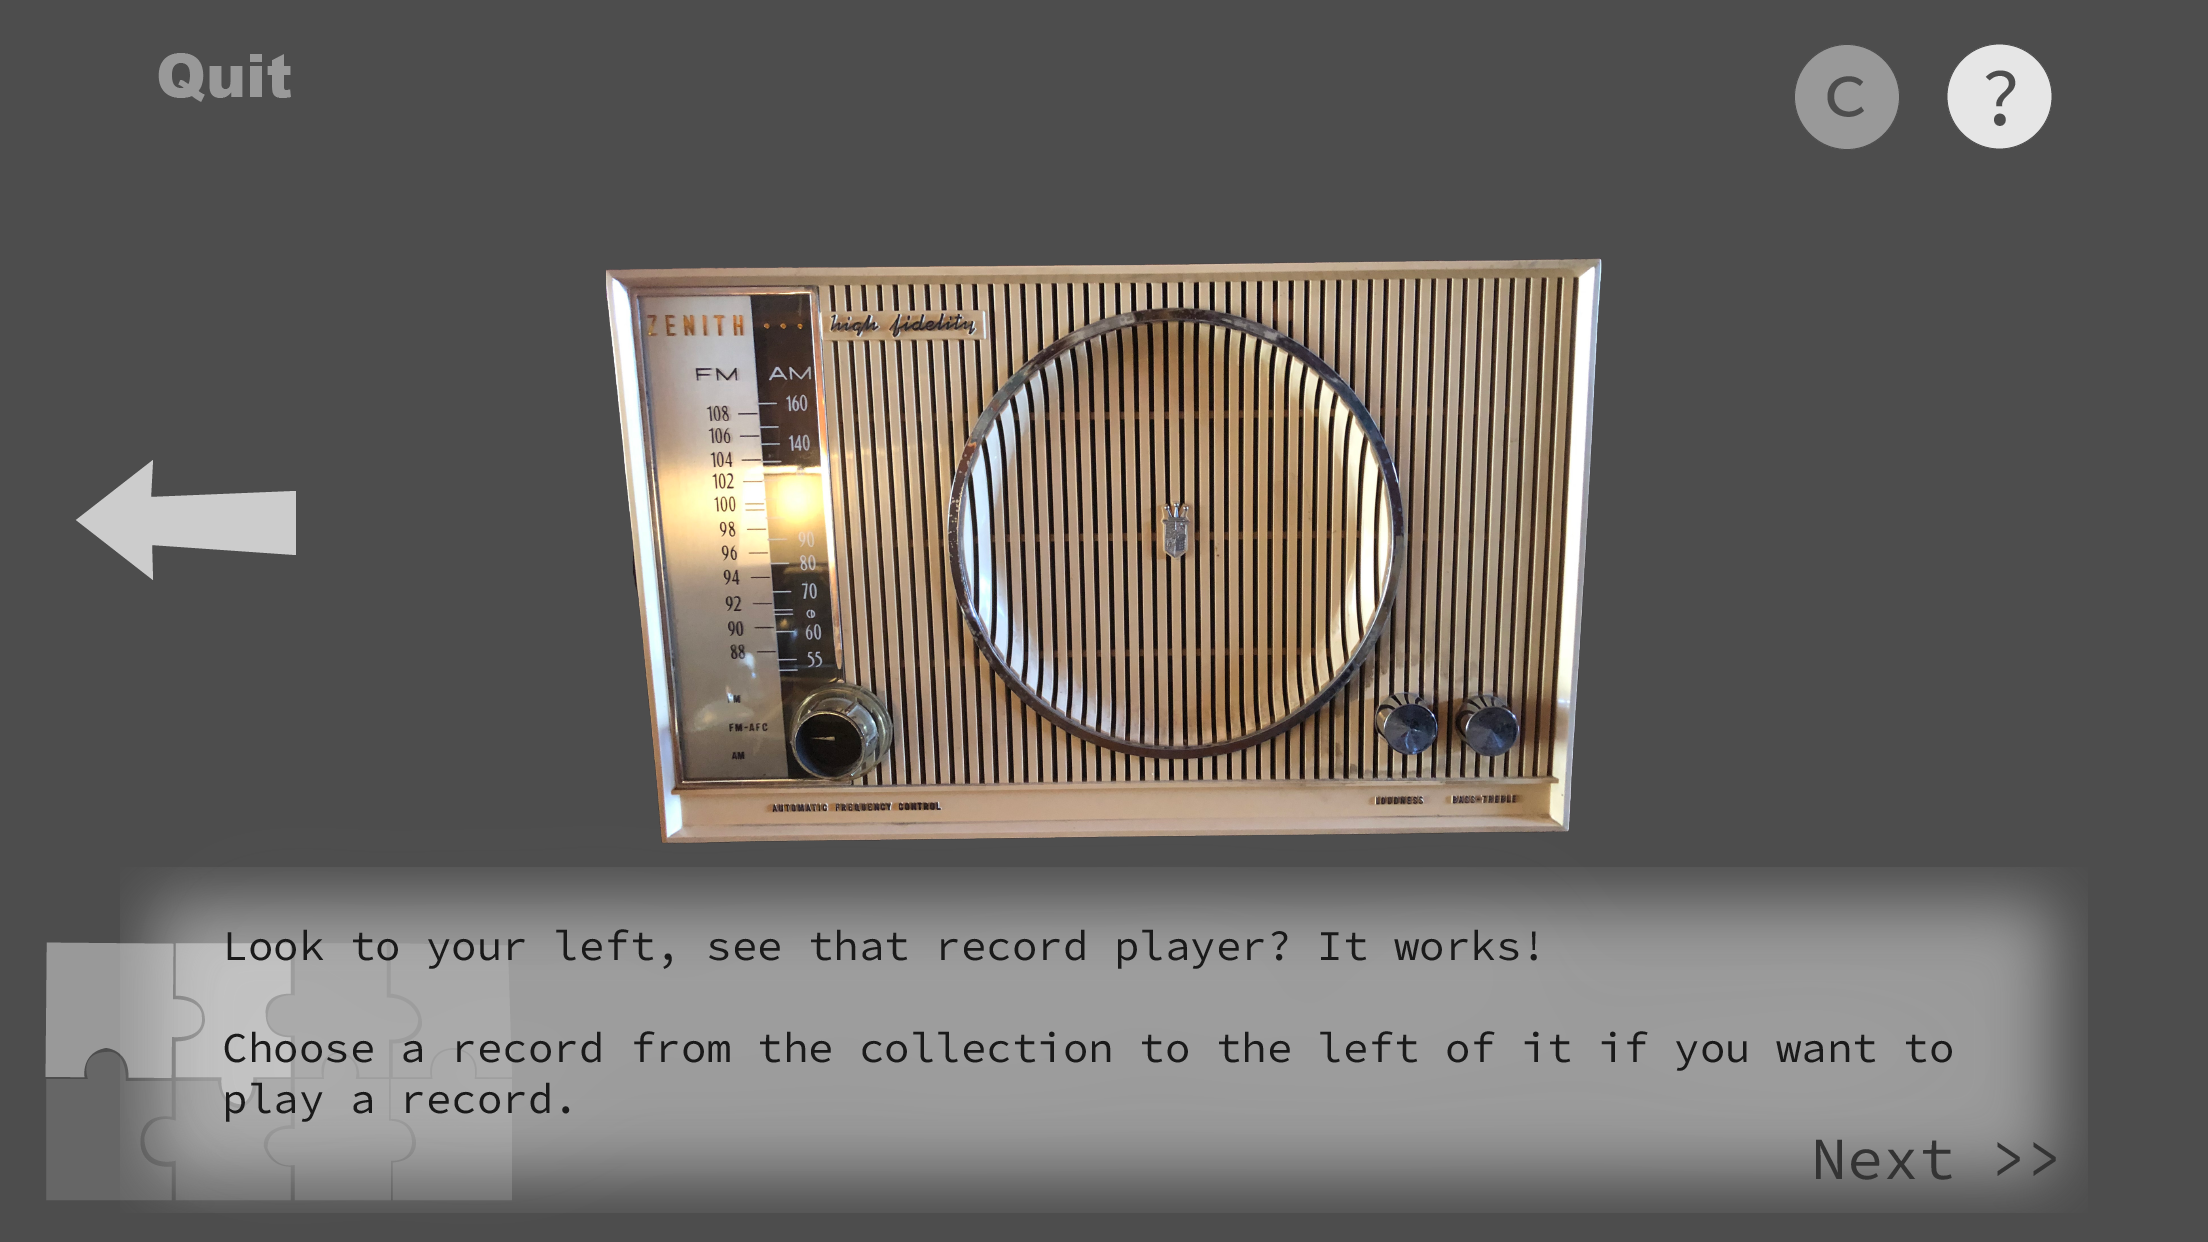 Quit
C
?
ZENITH
high fidelity
FM AM
108 160
106
140
104
102
100
98
90
96
80
94
70
92
60
90
88 55
FM
FM-AFC
AM
AUTOMATIC FREQUENCY CONTROL
LOUDNESS BASS-TREBLE
Look to your left, see that record player? It works!
Choose a record from the collection to the left of it if you want to
play a record.
Next >>